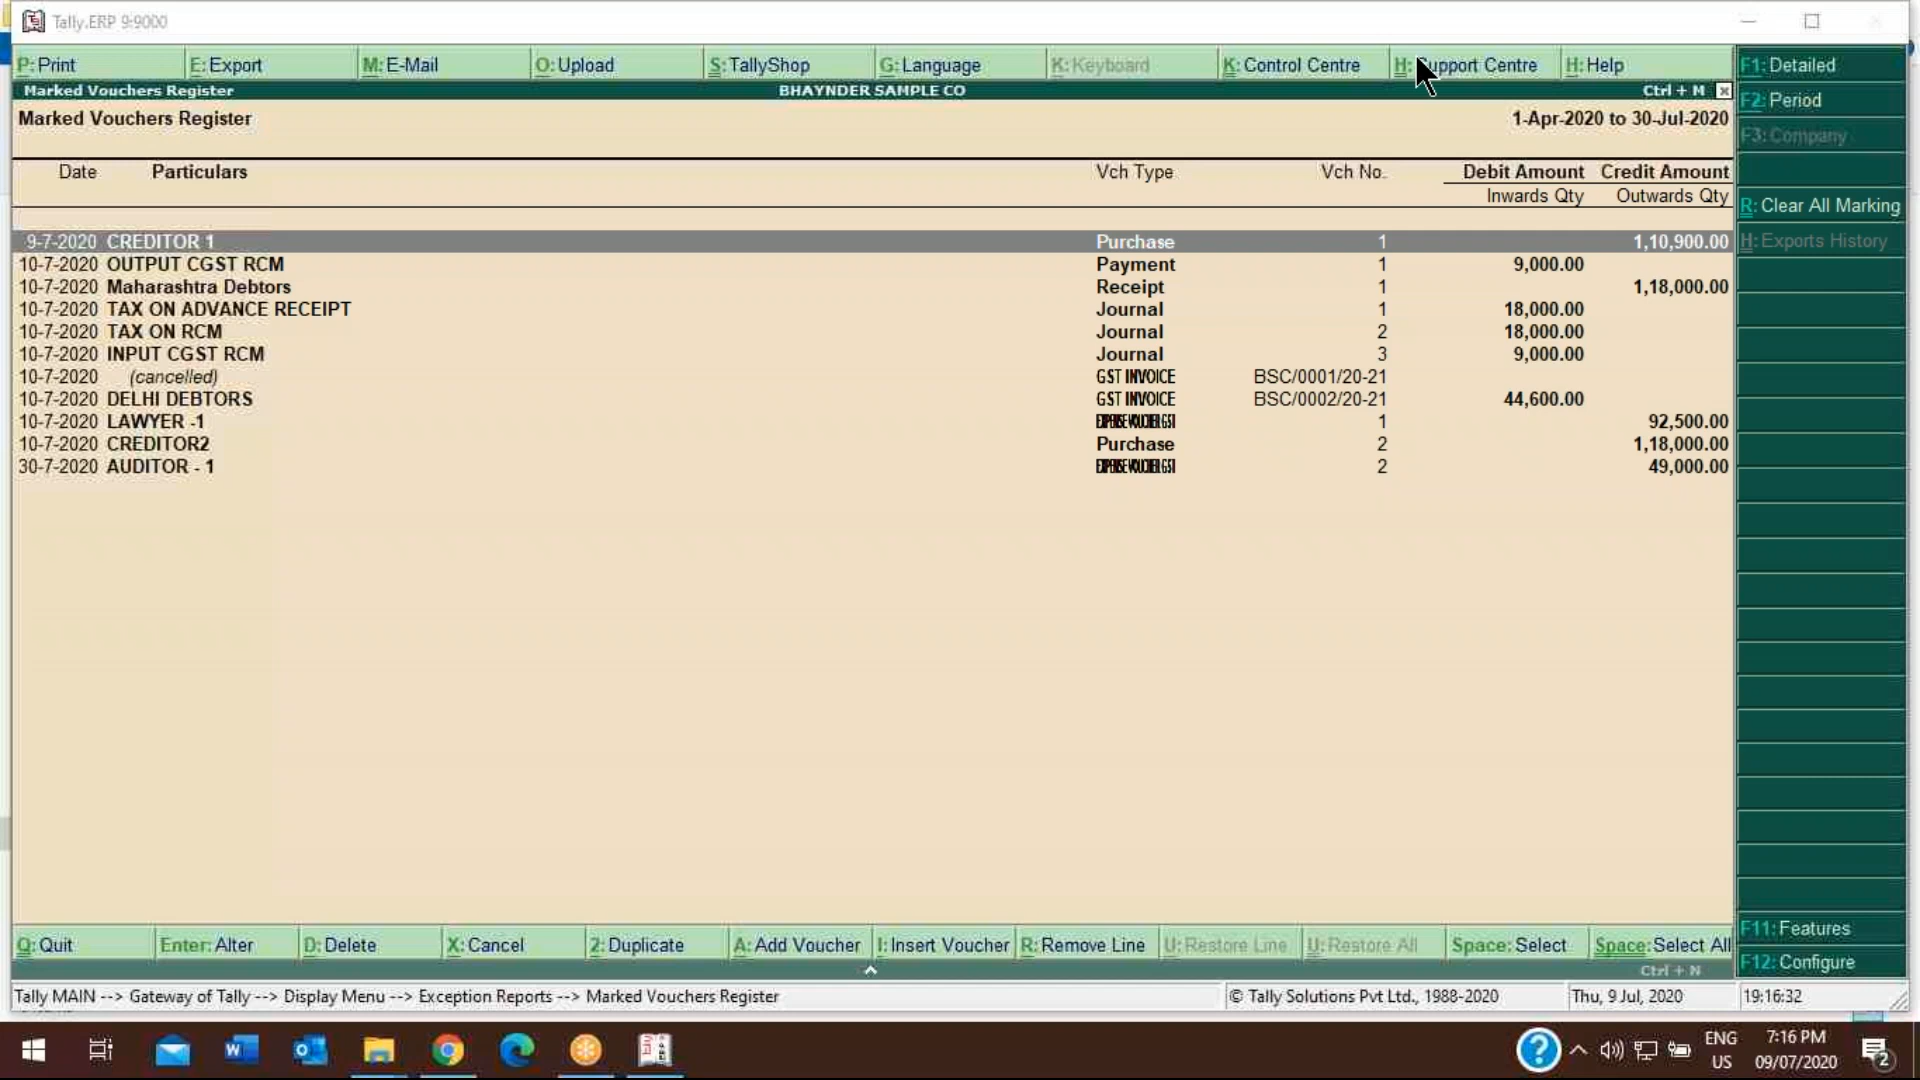 Tally.ERP 9:9000
P: Print E: Export M: E-Mail O: Upload S: TallyShop G: Language K: Keyboard K: Control Centre H: Support Centre H: Help
Marked Vouchers Register BHAYNDER SAMPLE CO Ctrl + M
Marked Vouchers Register 1-Apr-2020 to 30-Jul-2020
Date Particulars Vch Type Vch No. Debit Amount Credit Amount
Inwards Qty Outwards Qty
9-7-2020 CREDITOR 1 Purchase 1 1,10,900.00
10-7-2020 OUTPUT CGST RCM Payment 1 9,000.00
10-7-2020 Maharashtra Debtors Receipt 1 1,18,000.00
10-7-2020 TAX ON ADVANCE RECEIPT Journal 1 18,000.00
10-7-2020 TAX ON RCM Journal 2 18,000.00
10-7-2020 INPUT CGST RCM Journal 3 9,000.00
10-7-2020 (cancelled) GST INVOICE BSC/0001/20-21
10-7-2020 DELHI DEBTORS GST INVOICE BSC/0002/20-21 44,600.00
10-7-2020 LAWYER -1 1 92,500.00
10-7-2020 CREDITOR2 Purchase 2 1,18,000.00
30-7-2020 AUDITOR - 1 2 49,000.00
F1: Detailed
F2: Period
F3: Company
R: Clear All Marking
H: Exports History
F11: Features
F12: Configure
Q: Quit Enter: Alter D: Delete X: Cancel 2: Duplicate A: Add Voucher I: Insert Voucher R: Remove Line U: Restore Line U: Restore All Space: Select Space: Select All
Ctrl + N
Tally MAIN --> Gateway of Tally --> Display Menu --> Exception Reports --> Marked Vouchers Register © Tally Solutions Pvt Ltd., 1988-2020 Thu, 9 Jul, 2020 19:16:32
ENG 7:16 PM
US 09/07/2020 2